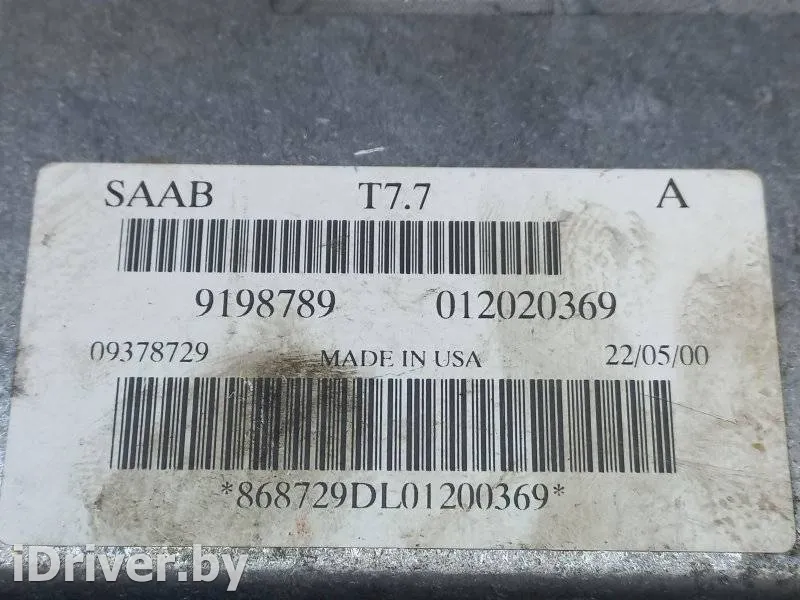 SAAB T7.7 A
9198789 012020369
09378729 MADE IN USA 22/05/00
*868729DL01200369*
iDriver.by